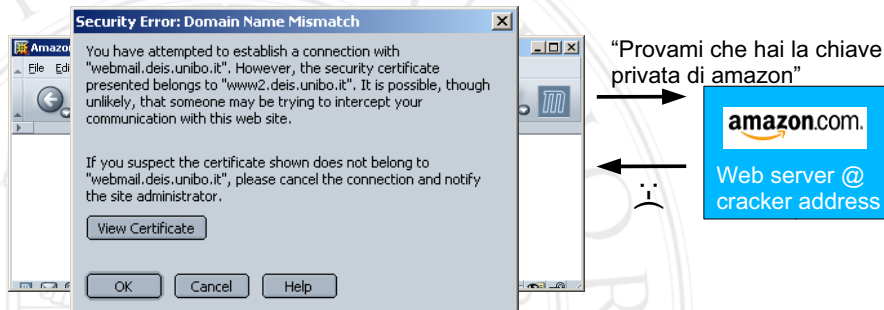 Security Error: Domain Name Mismatch
You have attempted to establish a connection with
"webmail.deis.unibo.it". However, the security certificate
presented belongs to "www2.deis.unibo.it". It is possible, though
unlikely, that someone may be trying to intercept your
communication with this web site.
If you suspect the certificate shown does not belong to
"webmail.deis.unibo.it", please cancel the connection and notify
the site administrator.
View Certificate
OK Cancel Help
Amazo
File Edi
“Provami che hai la chiave
privata di amazon”
amazon.com.
Web server @
cracker address
:-(